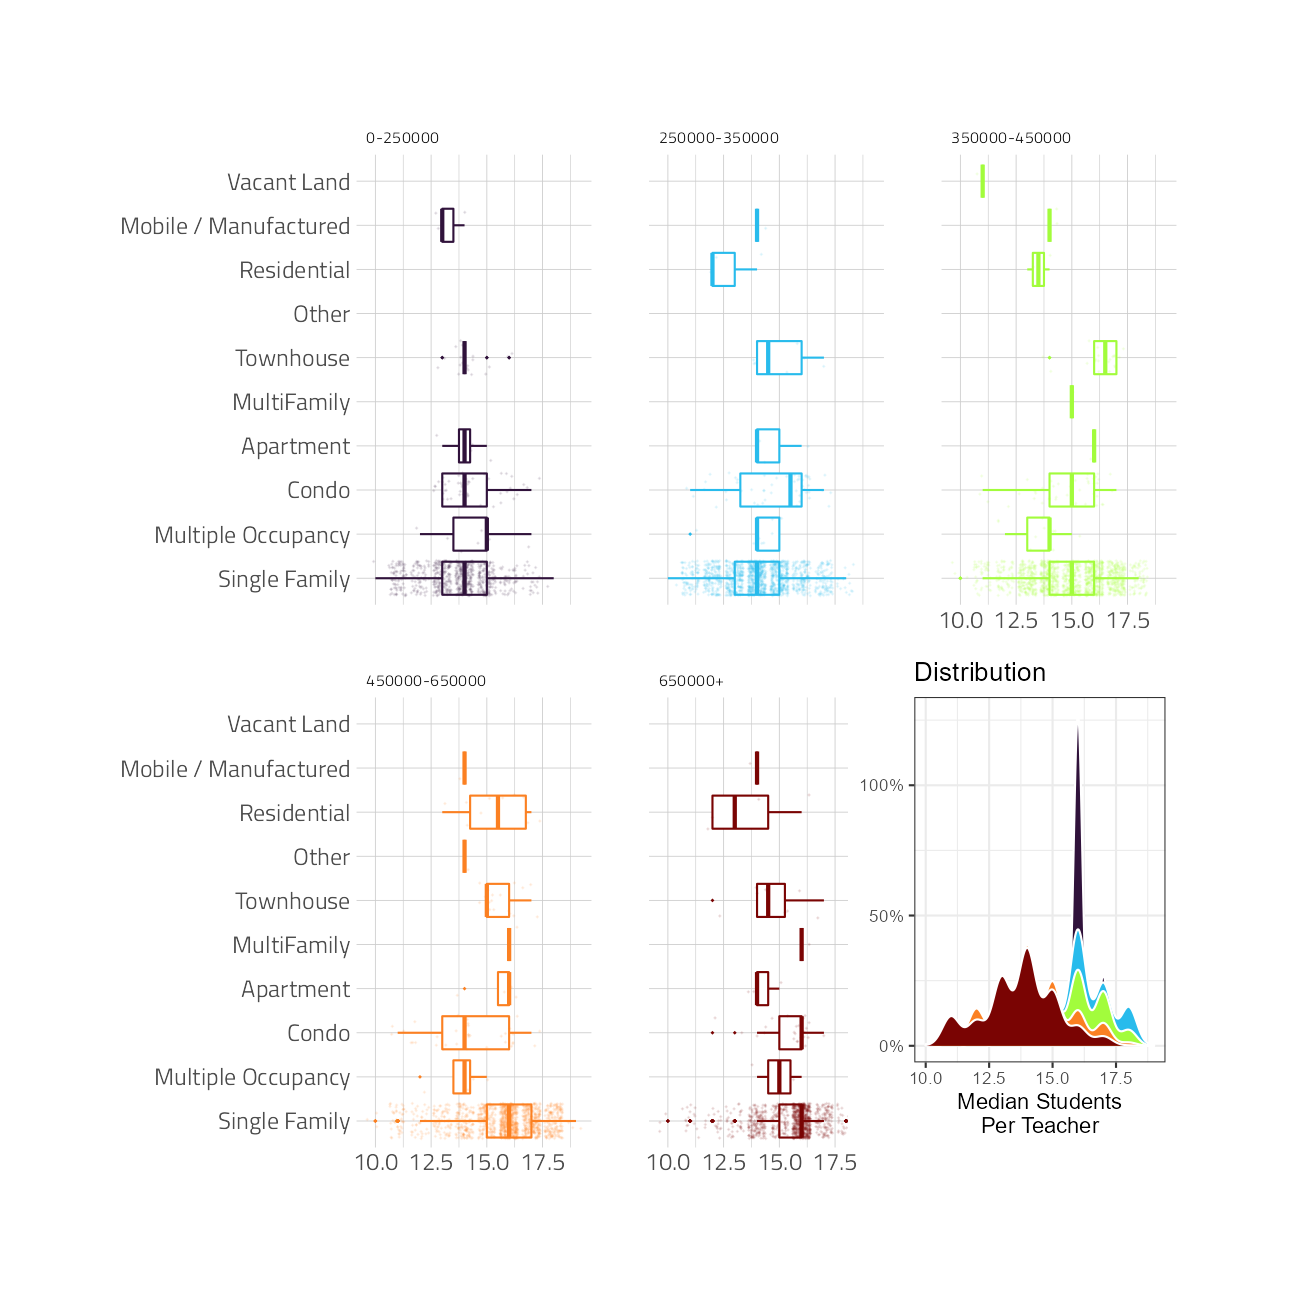 0-250000
250000-350000
350000-450000
Vacant Land
Mobile / Manufactured
Residential
Other
Townhouse
MultiFamily
Apartment
Condo
Multiple Occupancy
Single Family
10.0 12.5 15.0 17.5
450000-650000
650000+
Vacant Land
Mobile / Manufactured
Residential
Other
Townhouse
MultiFamily
Apartment
Condo
Multiple Occupancy
Single Family
10.0 12.5 15.0 17.5
10.0 12.5 15.0 17.5
Distribution
100%
50%
0%
10.0 12.5 15.0 17.5
Median Students
Per Teacher